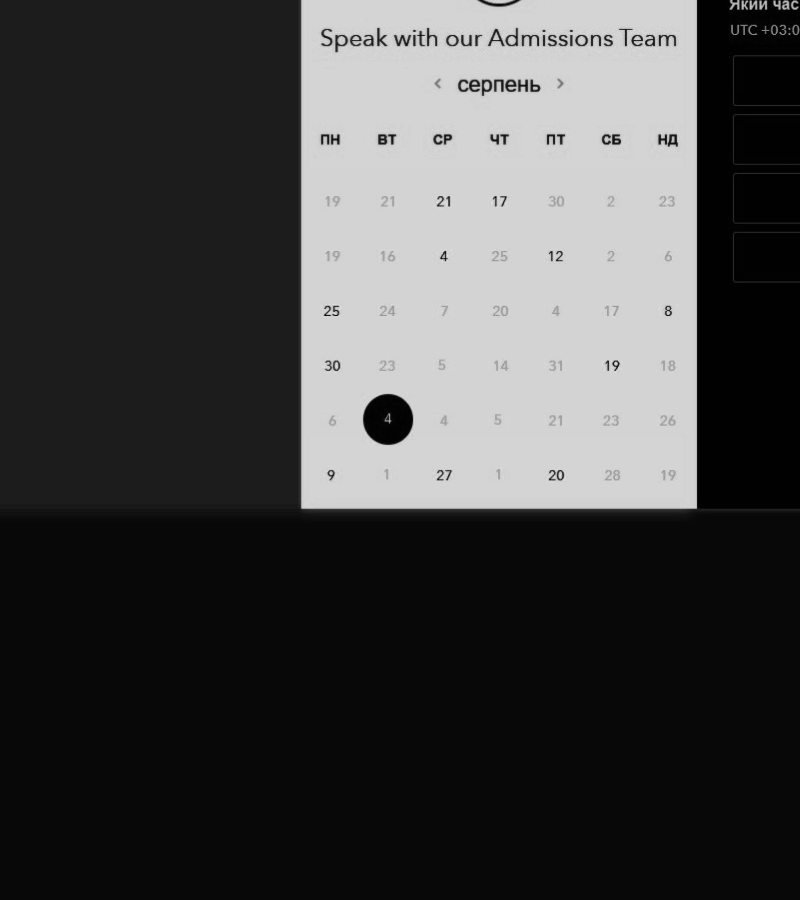 Який час
UTC +03:0
Speak with our Admissions Team
< серпень >
ПН ВТ СР ЧТ ПТ СБ НД
19 21 21 17 30 2 23
19 16 4 25 12 2 6
25 24 7 20 4 17 8
30 23 5 14 31 19 18
6 4 4 5 21 23 26
9 1 27 1 20 28 19